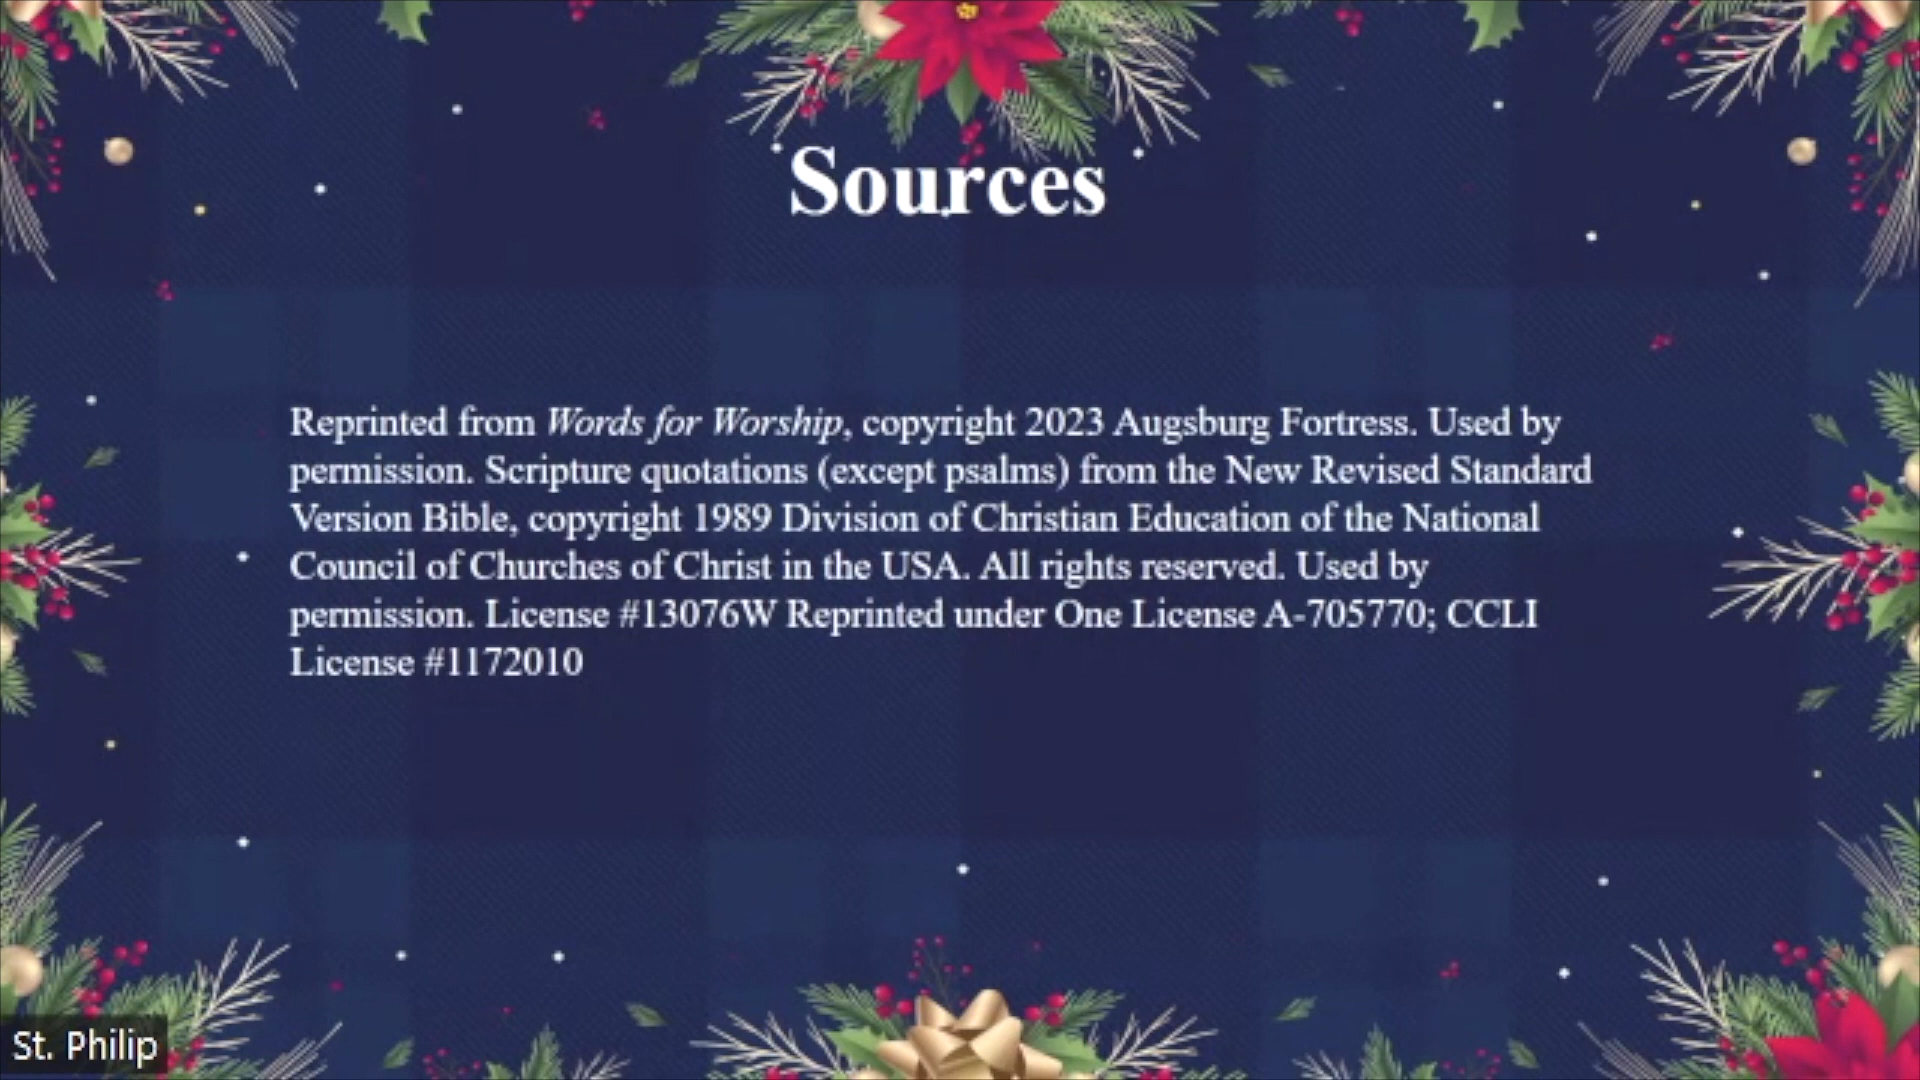 Sources
Reprinted from Words for Worship, copyright 2023 Augsburg Fortress. Used by
permission. Scripture quotations (except psalms) from the New Revised Standard
Version Bible, copyright 1989 Division of Christian Education of the National
Council of Churches of Christ in the USA. All rights reserved. Used by
permission. License #13076W Reprinted under One License A-705770; CCLI
License #1172010
St. Philip